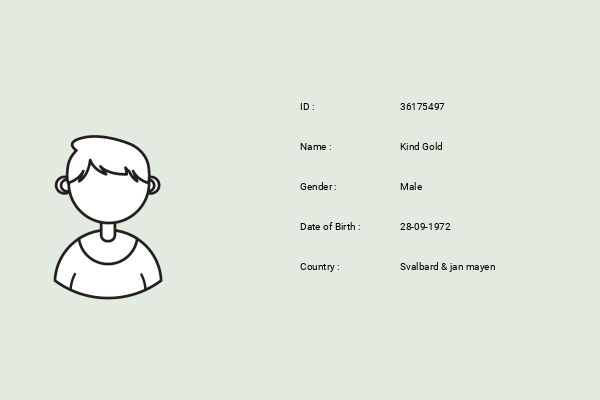 ID : 36175497
Name : Kind Gold
Gender : Male
Date of Birth : 28-09-1972
Country : Svalbard & jan mayen